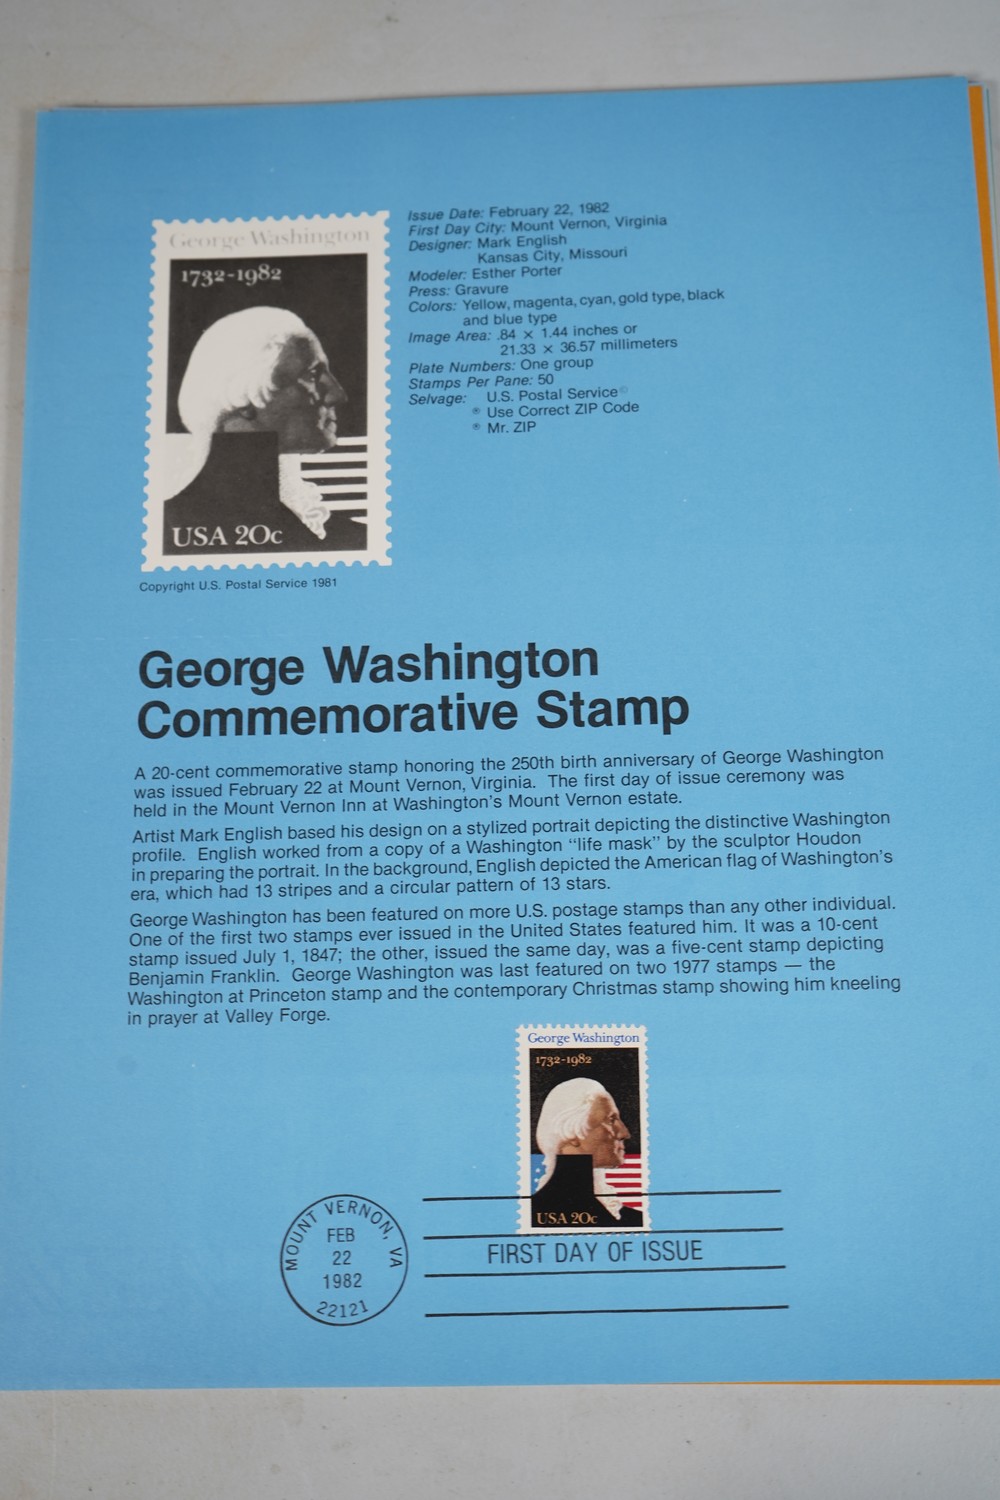 George Washington
1732-1982
USA 20c
Copyright U.S. Postal Service 1981
Issue Date: February 22, 1982
First Day City: Mount Vernon, Virginia
Designer: Mark English
Kansas City, Missouri
Modeler: Esther Porter
Press: Gravure
Colors: Yellow, magenta, cyan, gold type, black
and blue type
Image Area: .84 × 1.44 inches or
21.33 × 36.57 millimeters
Plate Numbers: One group
Stamps Per Pane: 50
Selvage: U.S. Postal Service©
® Use Correct ZIP Code
® Mr. ZIP
George Washington
Commemorative Stamp
A 20-cent commemorative stamp honoring the 250th birth anniversary of George Washington
was issued February 22 at Mount Vernon, Virginia. The first day of issue ceremony was
held in the Mount Vernon Inn at Washington's Mount Vernon estate.
Artist Mark English based his design on a stylized portrait depicting the distinctive Washington
profile. English worked from a copy of a Washington "life mask" by the sculptor Houdon
in preparing the portrait. In the background, English depicted the American flag of Washington's
era, which had 13 stripes and a circular pattern of 13 stars.
George Washington has been featured on more U.S. postage stamps than any other individual.
One of the first two stamps ever issued in the United States featured him. It was a 10-cent
stamp issued July 1, 1847; the other, issued the same day, was a five-cent stamp depicting
Benjamin Franklin. George Washington was last featured on two 1977 stamps — the
Washington at Princeton stamp and the contemporary Christmas stamp showing him kneeling
in prayer at Valley Forge.
George Washington
1732-1982
USA 20c
MOUNT VERNON, VA
FEB
22
1982
22121
FIRST DAY OF ISSUE